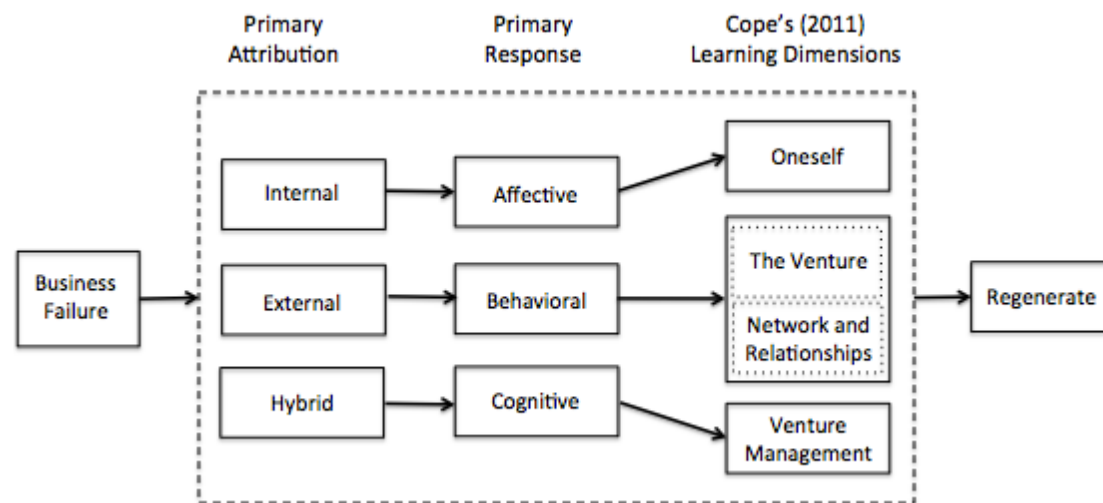 Primary
Attribution
Primary
Response
Cope's (2011)
Learning Dimensions
Business
Failure
Internal
Affective
Oneself
External
Behavioral
The Venture
Network and
Relationships
Hybrid
Cognitive
Venture
Management
Regenerate